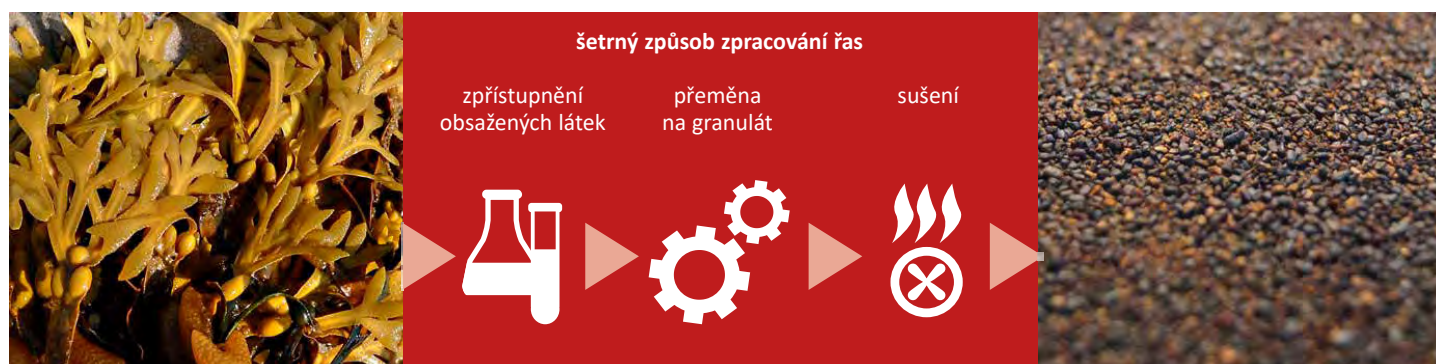 šetrný způsob zpracování řas
zpřístupnění
obsažených látek
přeměna
na granulát
sušení